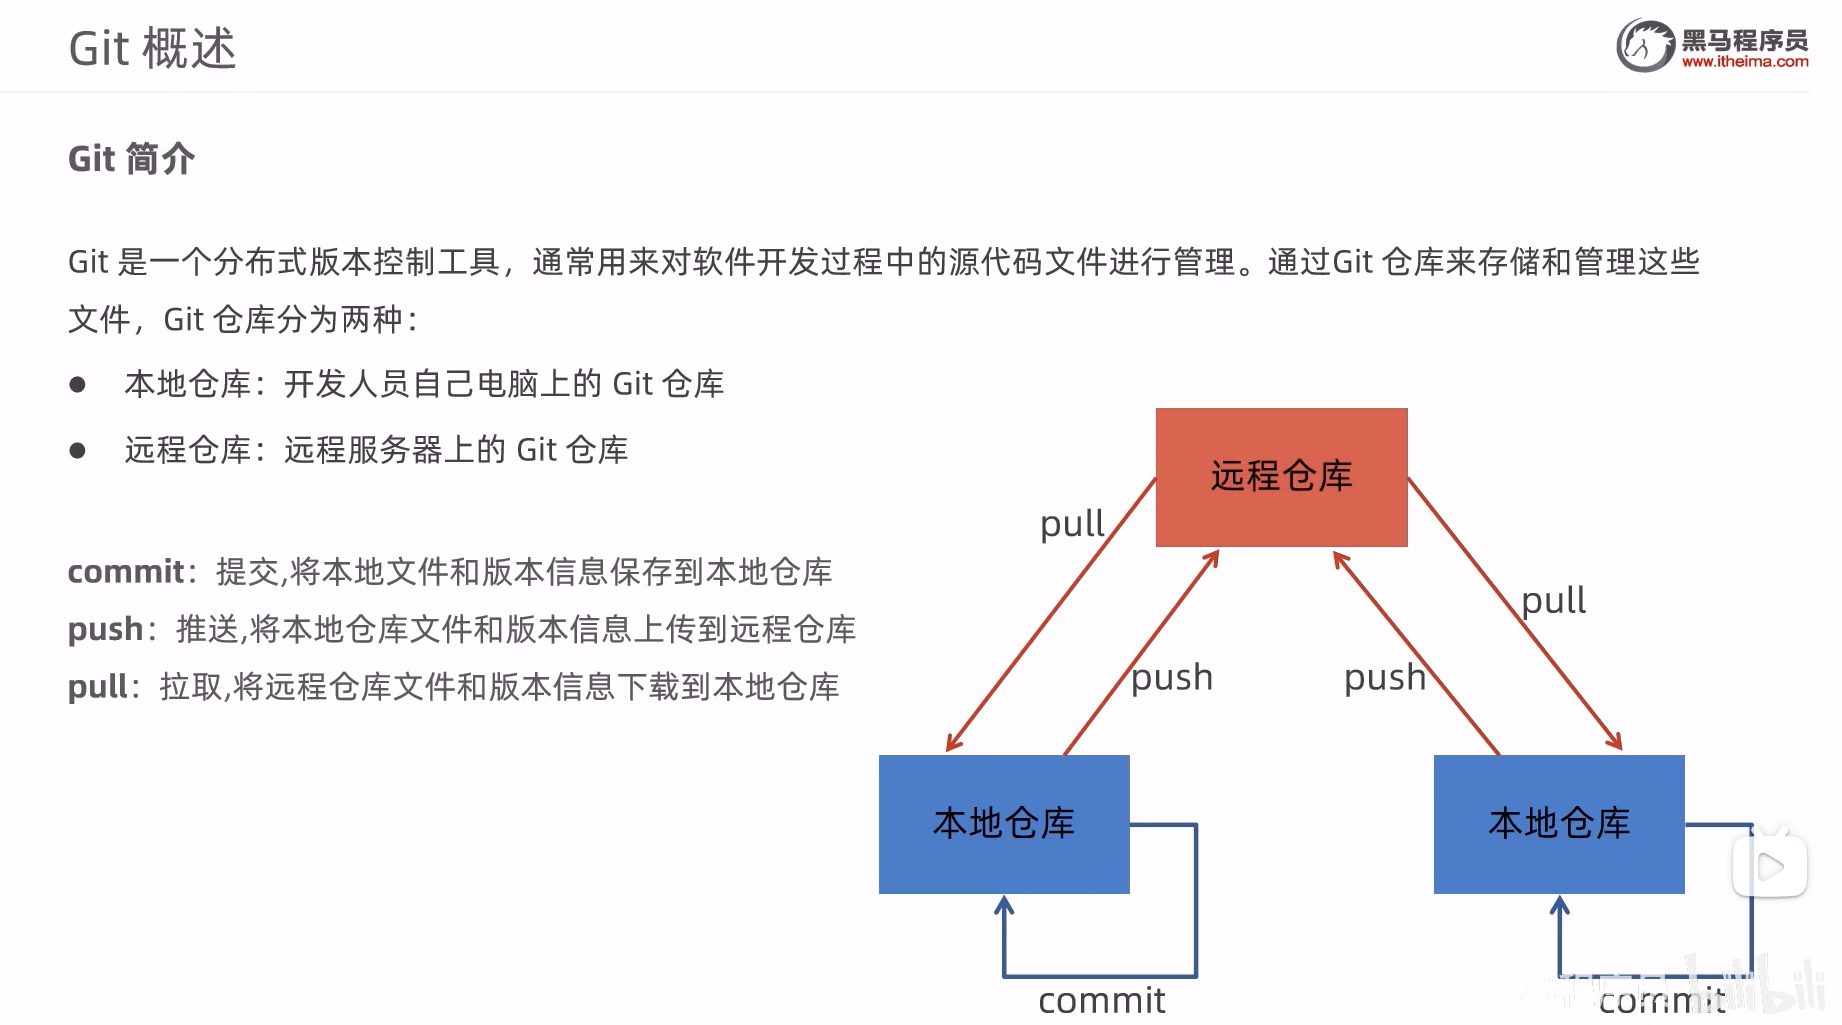 Git 概述
黑马程序员
www.itheima.com
Git 简介
Git 是一个分布式版本控制工具，通常用来对软件开发过程中的源代码文件进行管理。通过Git 仓库来存储和管理这些
文件，Git 仓库分为两种：
● 本地仓库：开发人员自己电脑上的 Git 仓库
● 远程仓库：远程服务器上的 Git 仓库
commit：提交,将本地文件和版本信息保存到本地仓库
push：推送,将本地仓库文件和版本信息上传到远程仓库
pull：拉取,将远程仓库文件和版本信息下载到本地仓库
远程仓库
pull
pull
push
push
本地仓库
本地仓库
commit
commit
bilibili